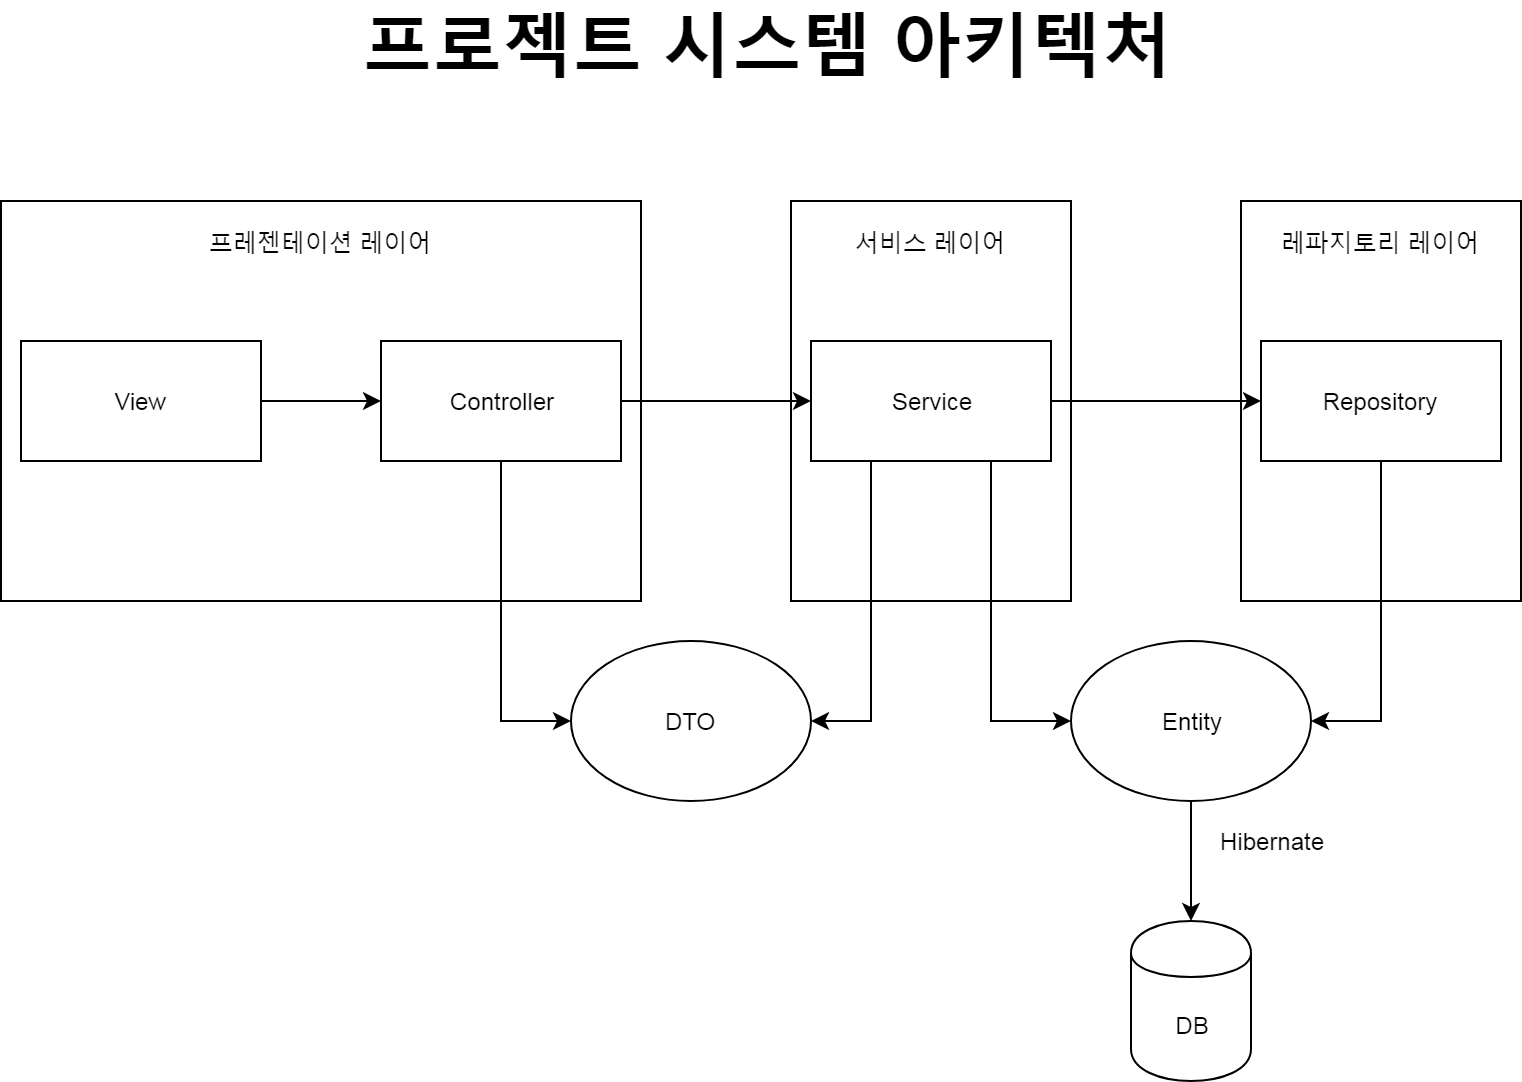 프로젝트 시스템 아키텍처
프레젠테이션 레이어
서비스 레이어
레파지토리 레이어
View
Controller
Service
Repository
DTO
Entity
Hibernate
DB